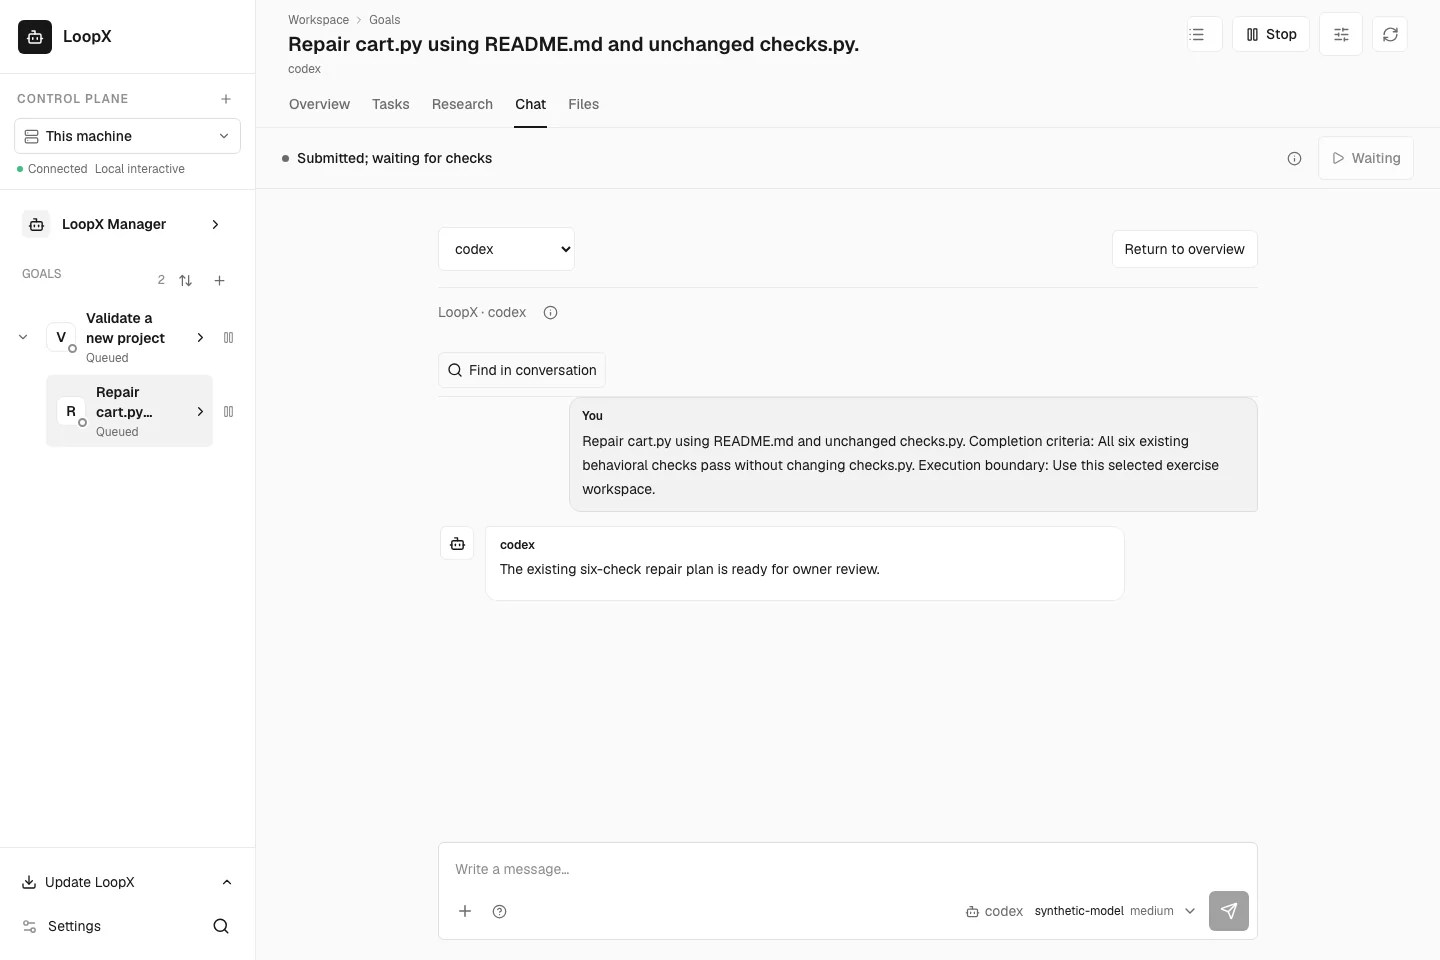 LoopX
CONTROL PLANE
This machine
Connected Local interactive
LoopX Manager
GOALS
2
V
Validate a
new project
Queued
R
Repair
cart.py...
Queued
Update LoopX
Settings
Workspace > Goals
Repair cart.py using README.md and unchanged checks.py.
codex
Stop
Overview Tasks Research Chat Files
Submitted; waiting for checks
Waiting
codex
Return to overview
LoopX · codex
Find in conversation
You
Repair cart.py using README.md and unchanged checks.py. Completion criteria: All six existing
behavioral checks pass without changing checks.py. Execution boundary: Use this selected exercise
workspace.
codex
The existing six-check repair plan is ready for owner review.
Write a message...
codex synthetic-model medium